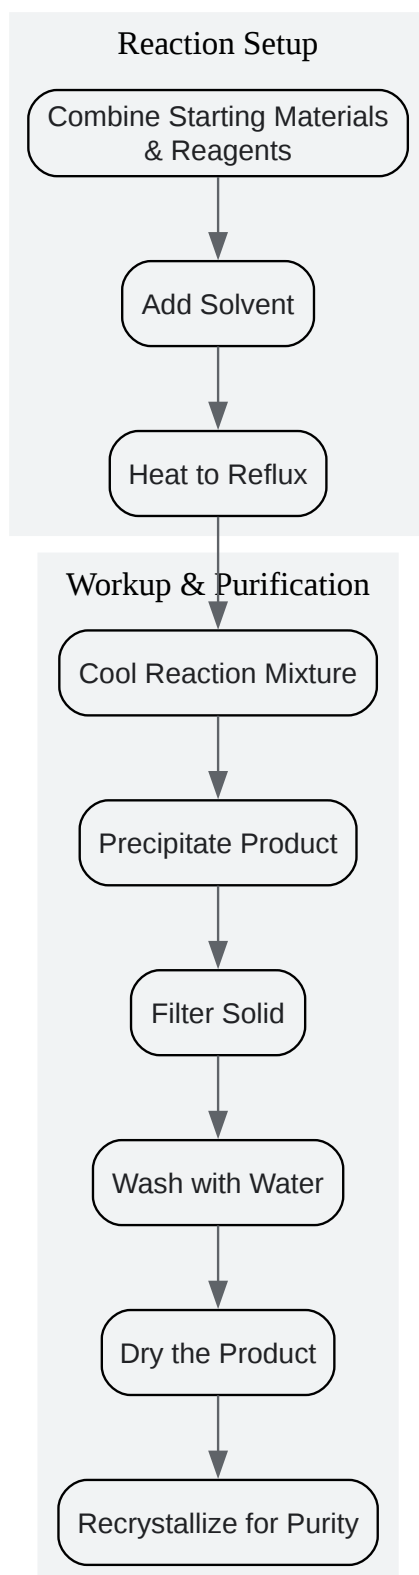 Reaction Setup
Combine Starting Materials
& Reagents
Add Solvent
Heat to Reflux
Workup & Purification
Cool Reaction Mixture
Precipitate Product
Filter Solid
Wash with Water
Dry the Product
Recrystallize for Purity